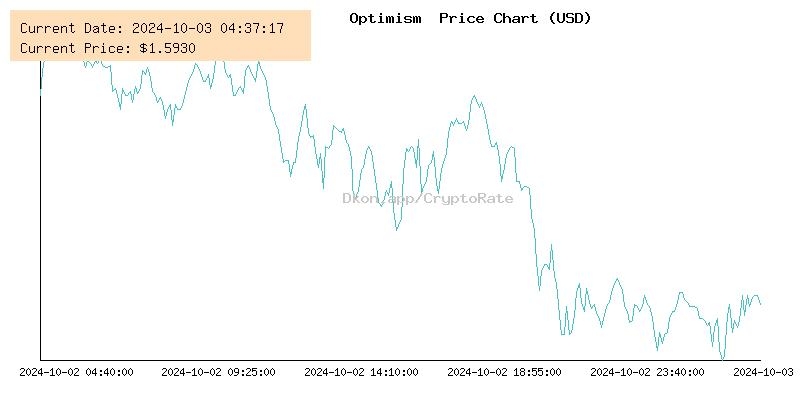 Optimism  Price Chart (USD)
Current Date: 2024-10-03 04:37:17
Current Price: $1.5930
Dkon.app/CryptoRate
2024-10-02 04:40:00 2024-10-02 09:25:00 2024-10-02 14:10:00 2024-10-02 18:55:00 2024-10-02 23:40:00 2024-10-03